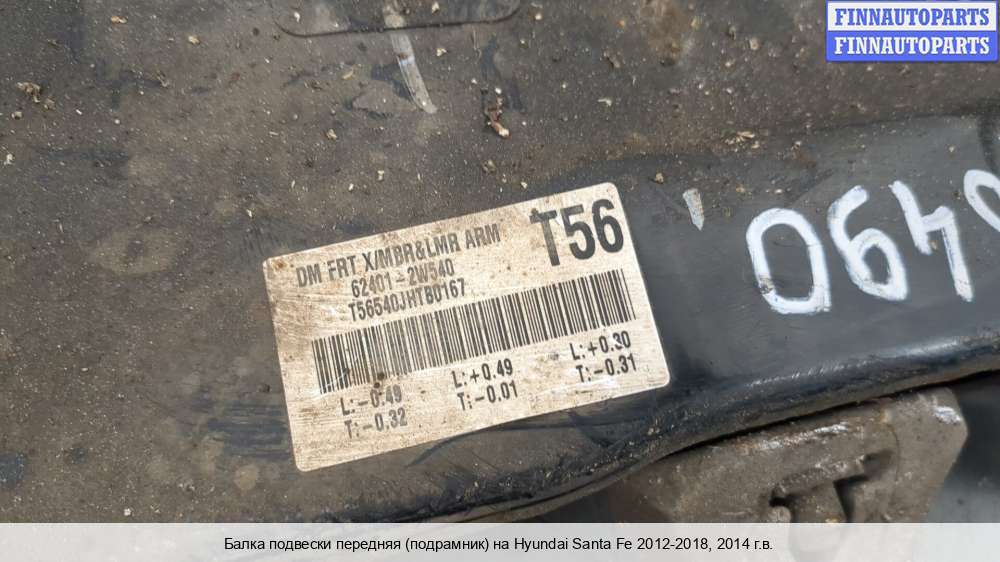 FINNAUTOPARTS
FINNAUTOPARTS
DM FRT X/MBR&LMR ARM
T56
62401-2W540
T56540JHTB0167
L:-0.49 L:+0.49 L:+0.30
T:-0.32 T:-0.01 T:-0.31
0490
T
Балка подвески передняя (подрамник) на Hyundai Santa Fe 2012-2018, 2014 г.в.